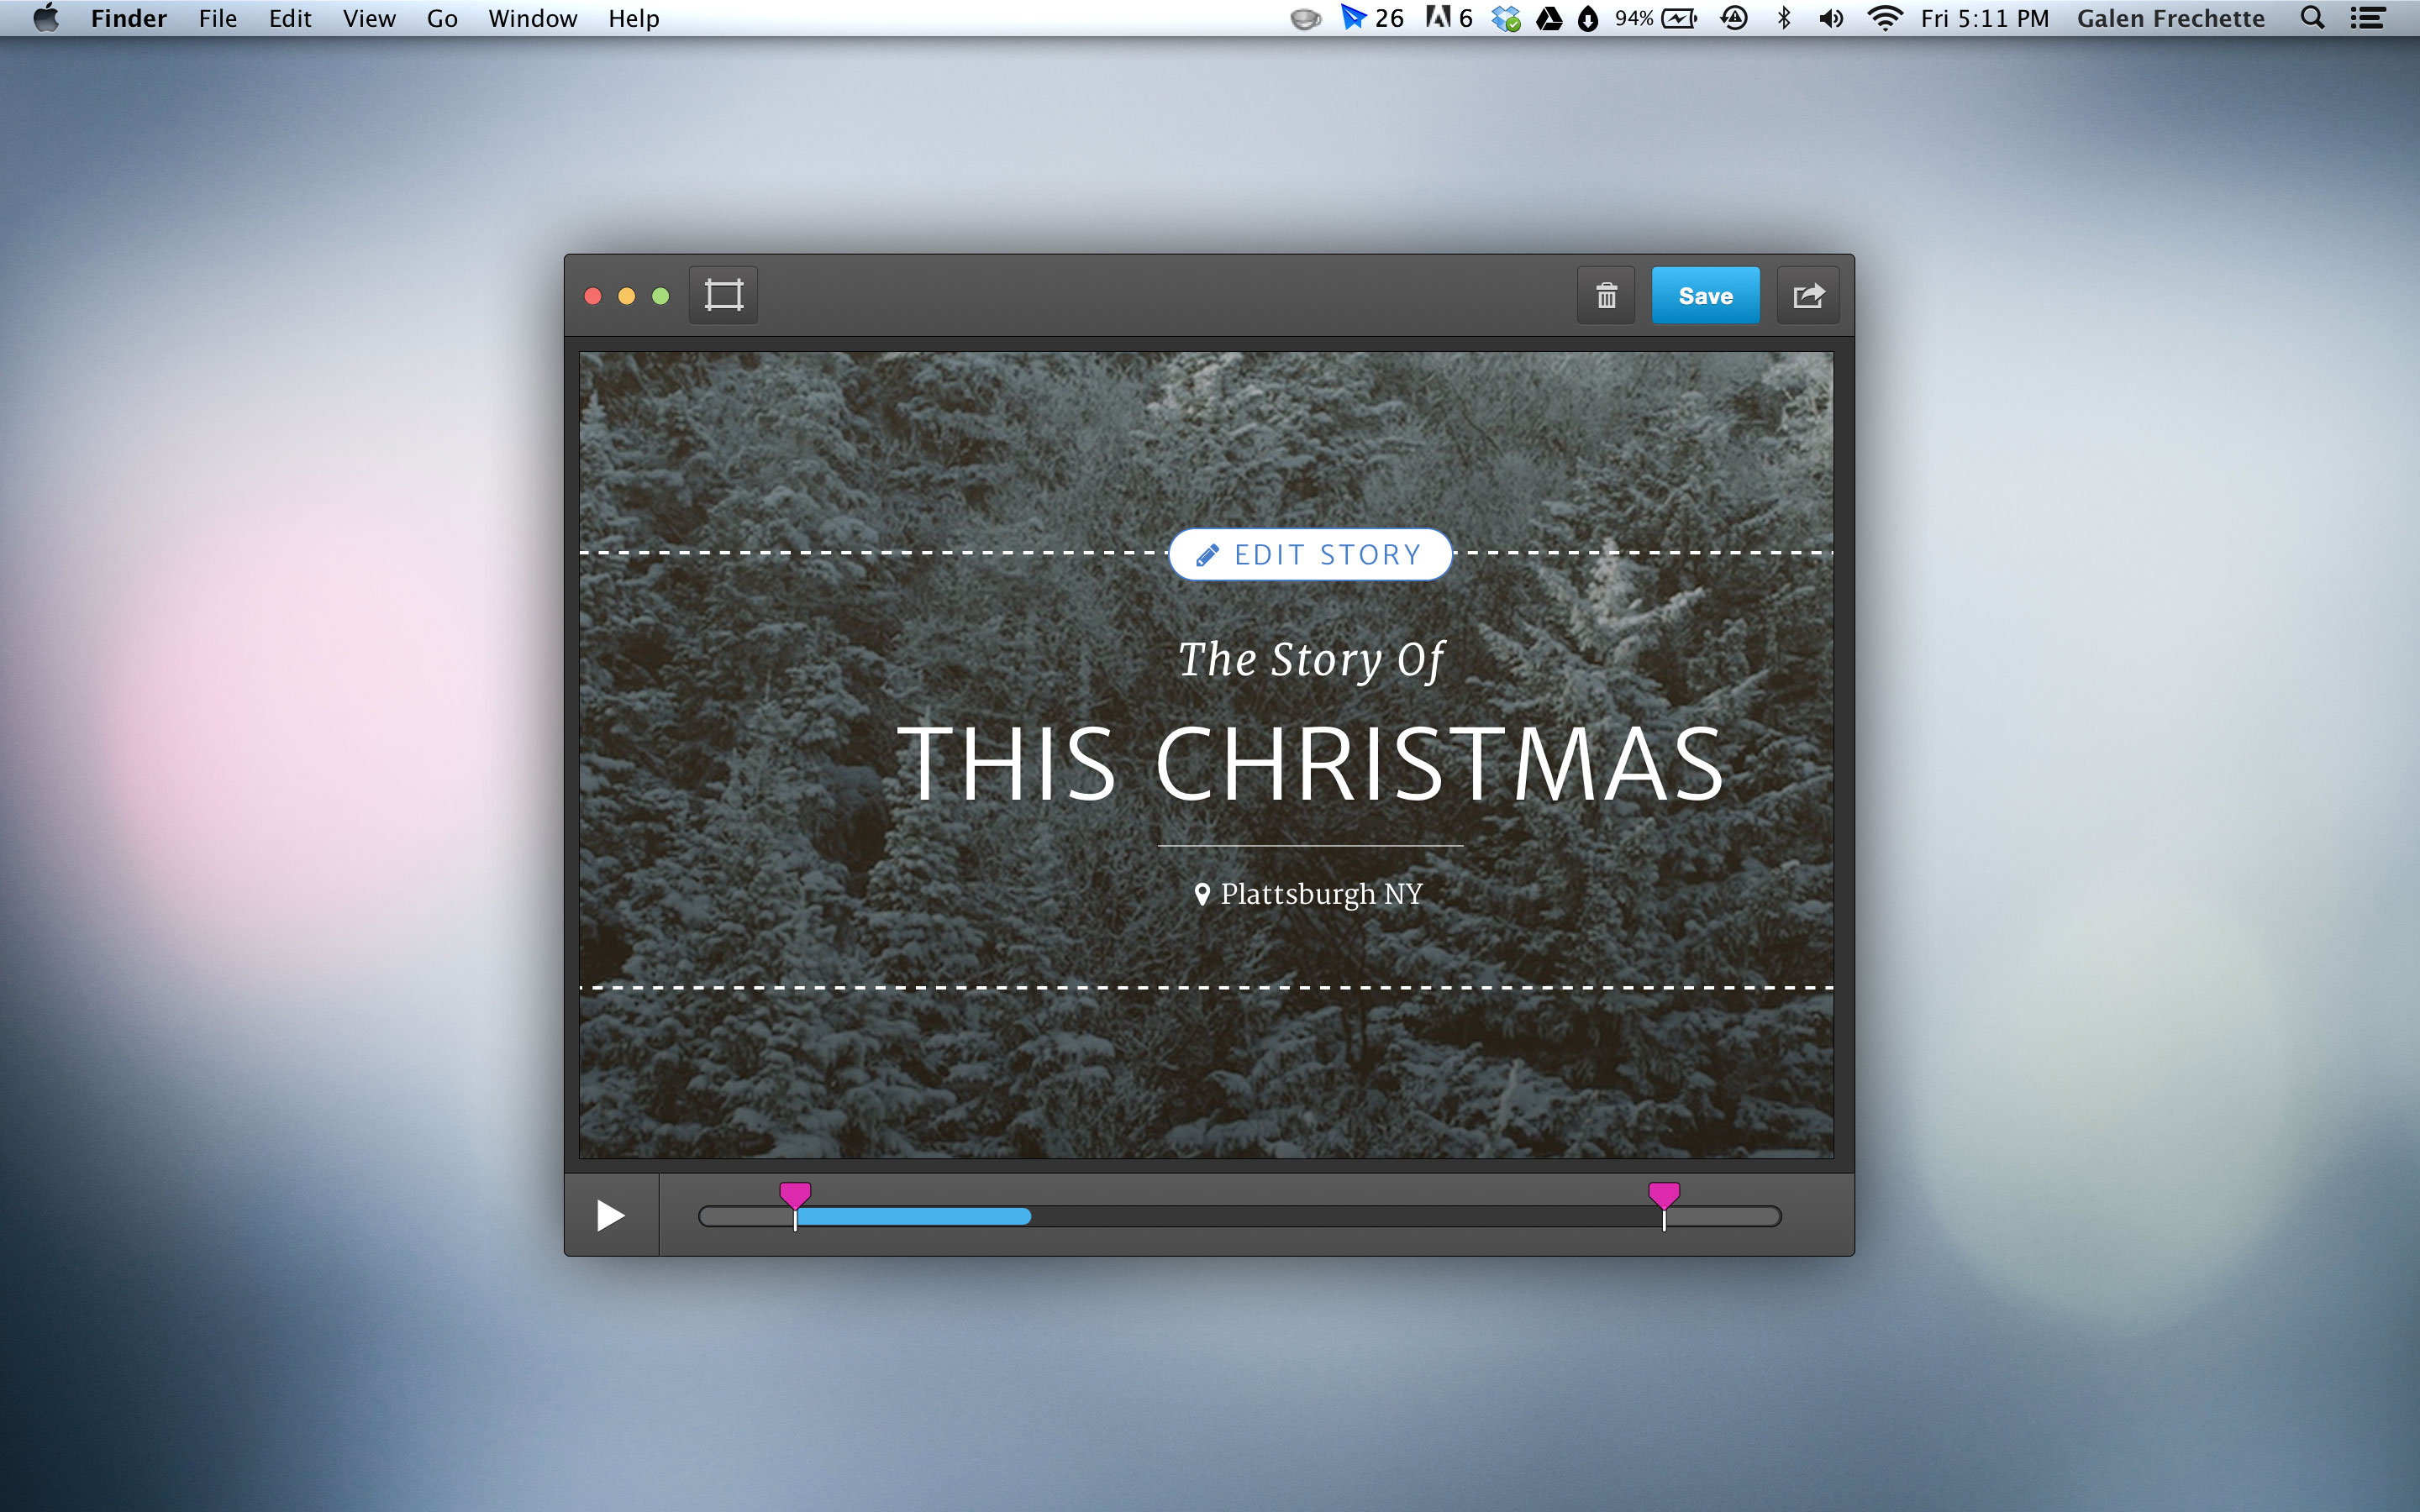 Finder File Edit View Go Window Help 26 6 94% Fri 5:11 PM Galen Frechette
Save
EDIT STORY
The Story Of
THIS CHRISTMAS
Plattsburgh NY